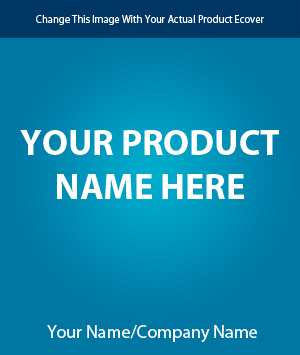 Change This Image With Your Actual Product Ecover
YOUR PRODUCT
NAME HERE
Your Name/Company Name